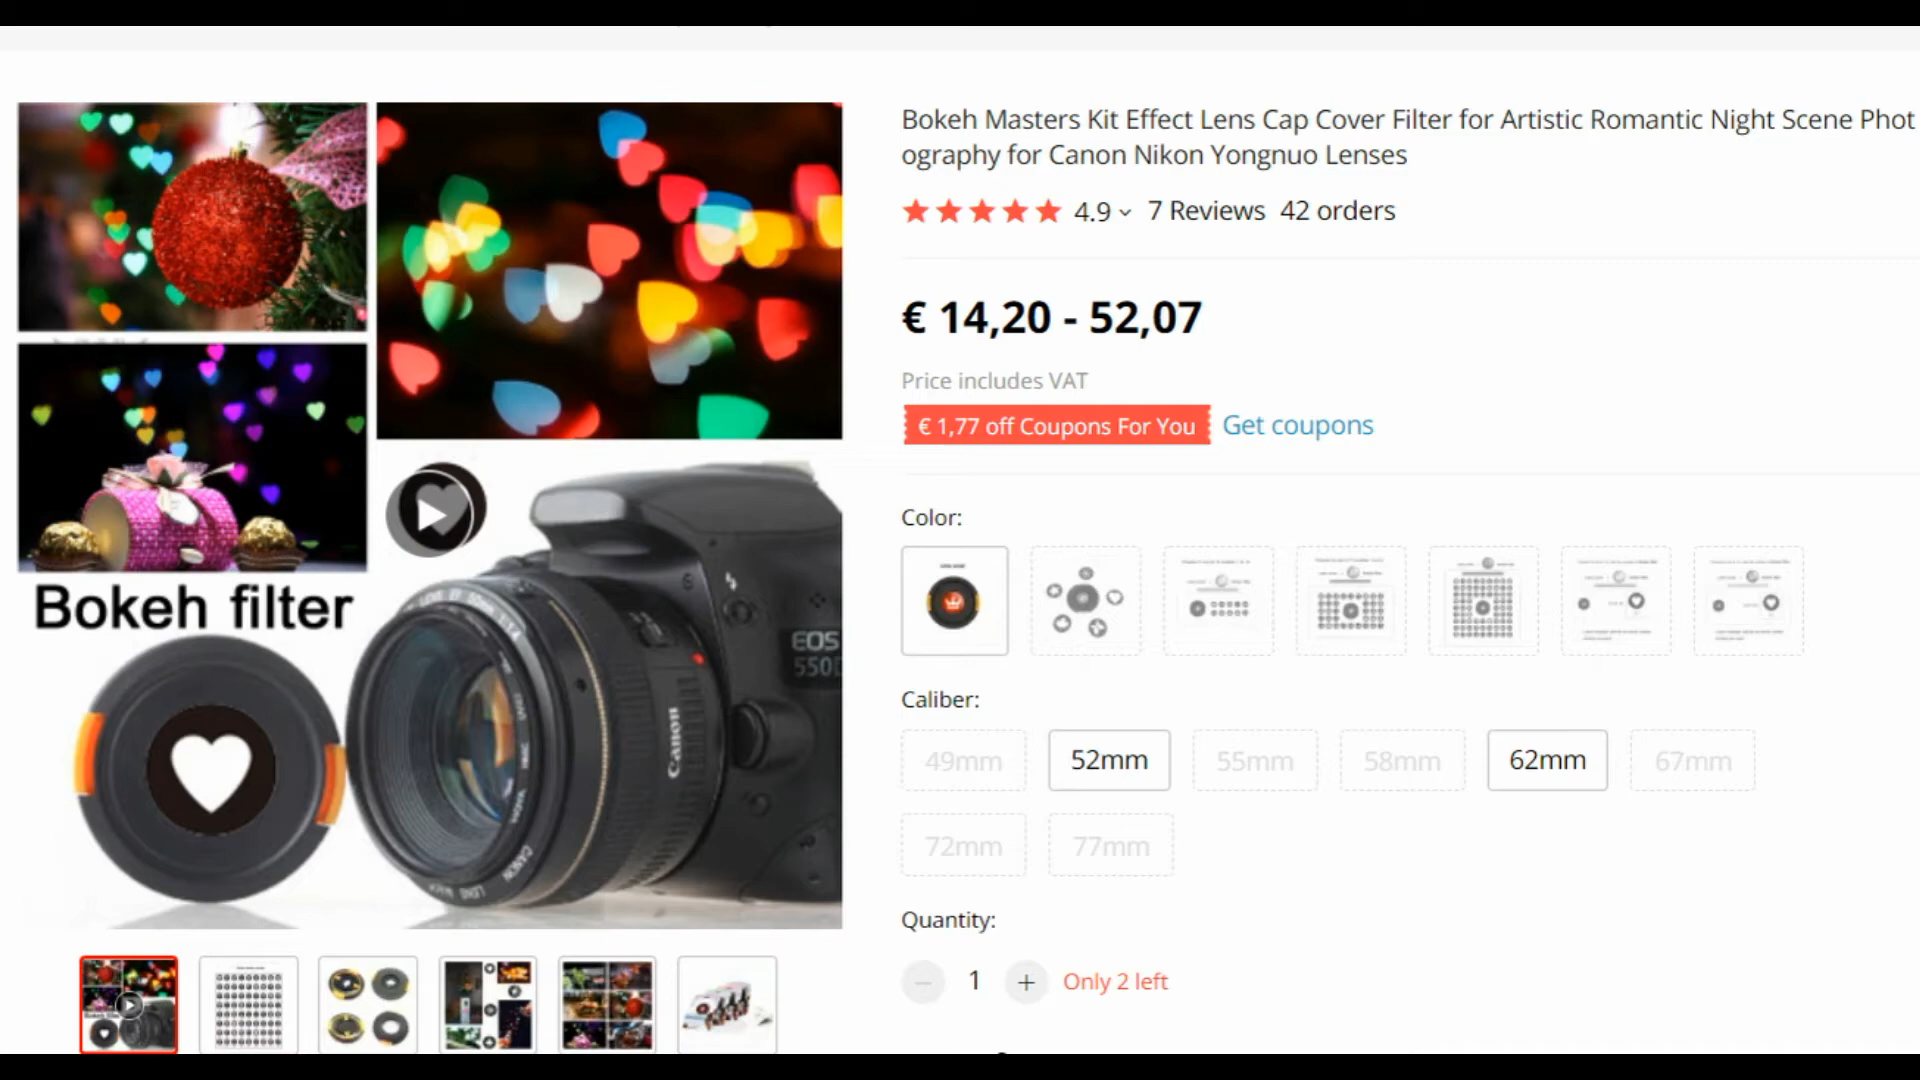 Bokeh Masters Kit Effect Lens Cap Cover Filter for Artistic Romantic Night Scene Phot
ography for Canon Nikon Yongnuo Lenses
4.9 7 Reviews 42 orders
€ 14,20 - 52,07
Price includes VAT
€ 1,77 off Coupons For You Get coupons
Color:
Bokeh filter
EOS
550D
Canon
Caliber:
49mm 52mm 55mm 58mm 62mm 67mm
72mm 77mm
Quantity:
1 Only 2 left